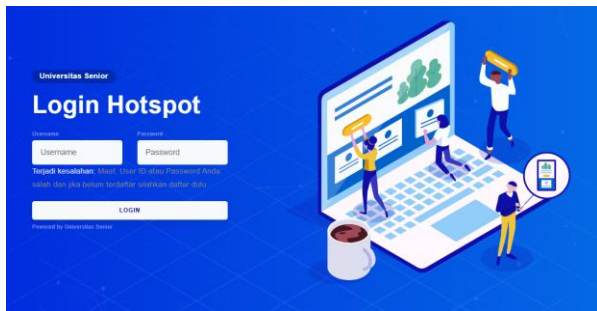 Universitas Senior
Login Hotspot
Username Password
Username Password
Terjadi kesalahan: Maaf, User ID atau Password Anda
salah dan jika belum terdaftar silahkan daftar dulu
LOGIN
Powered by Universitas Senior